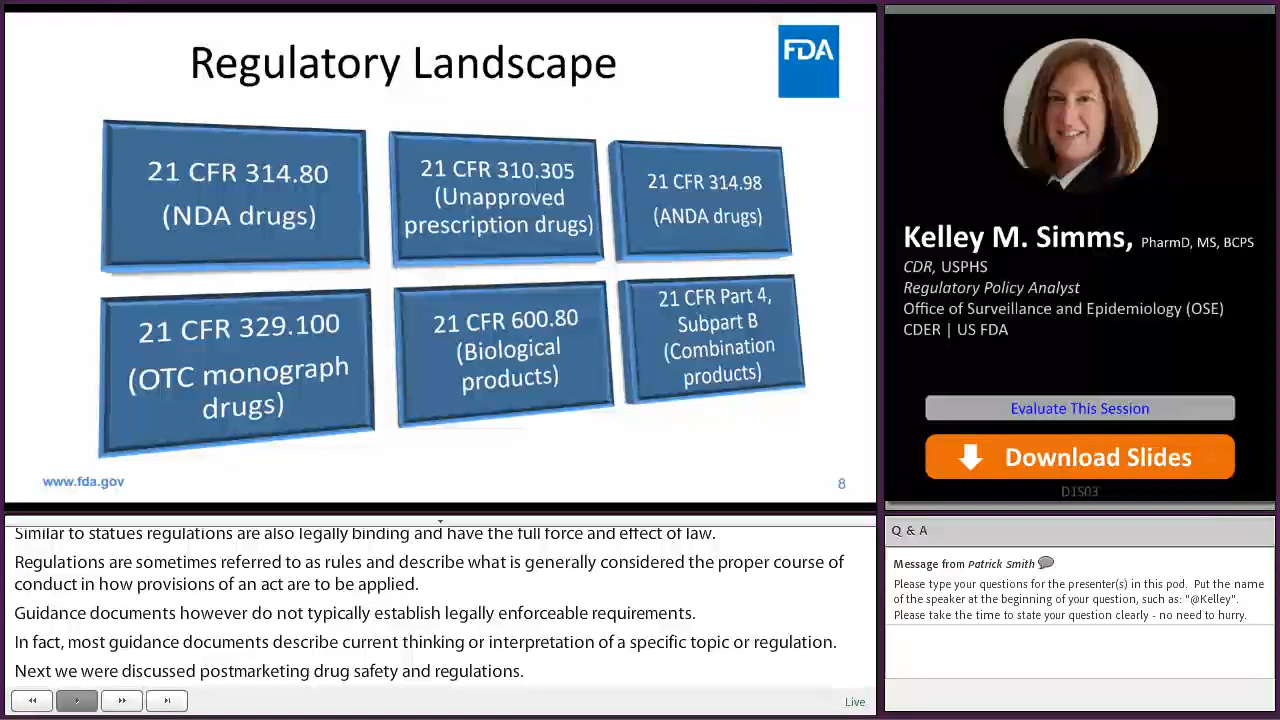 Regulatory Landscape
FDA
21 CFR 314.80
(NDA drugs)
21 CFR 310.305
(Unapproved
prescription drugs)
21 CFR 314.98
(ANDA drugs)
21 CFR 329.100
(OTC monograph
drugs)
21 CFR 600.80
(Biological
products)
21 CFR Part 4,
Subpart B
(Combination
products)
www.fda.gov
8
Kelley M. Simms, PharmD, MS, BCPS
CDR, USPHS
Regulatory Policy Analyst
Office of Surveillance and Epidemiology (OSE)
CDER | US FDA
Evaluate This Session
Download Slides
D1S03
Similar to statues regulations are also legally binding and have the full force and effect of law.
Regulations are sometimes referred to as rules and describe what is generally considered the proper course of
conduct in how provisions of an act are to be applied.
Guidance documents however do not typically establish legally enforceable requirements.
In fact, most guidance documents describe current thinking or interpretation of a specific topic or regulation.
Next we were discussed postmarketing drug safety and regulations.
Live
Q & A
Message from Patrick Smith
Please type your questions for the presenter(s) in this pod. Put the name
of the speaker at the beginning of your question, such as: "@Kelley".
Please take the time to state your question clearly - no need to hurry.